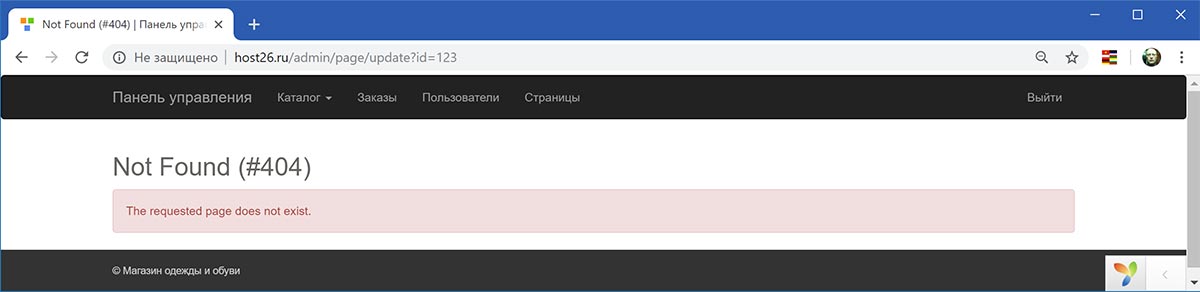 Not Found (#404) | Панель упра
Не защищено host26.ru/admin/page/update?id=123
Панель управления Каталог Заказы Пользователи Страницы Выйти
Not Found (#404)
The requested page does not exist.
© Магазин одежды и обуви